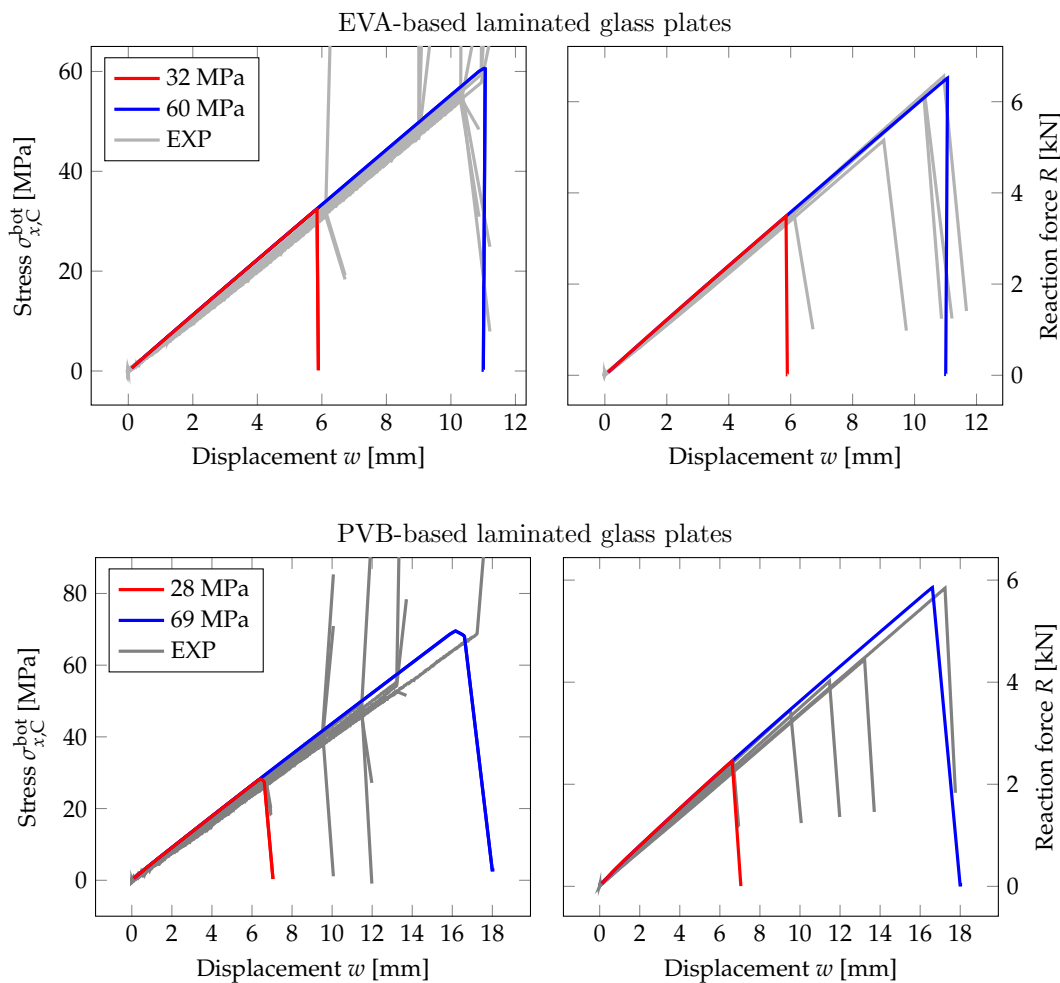 EVA-based laminated glass plates
60
40
20
0
Stress σ^bot_x,C [MPa]
32 MPa
60 MPa
EXP
0 2 4 6 8 10 12
Displacement w [mm]
6
4
2
0
Reaction force R [kN]
0 2 4 6 8 10 12
Displacement w [mm]
PVB-based laminated glass plates
80
60
40
20
0
Stress σ^bot_x,C [MPa]
28 MPa
69 MPa
EXP
0 2 4 6 8 10 12 14 16 18
Displacement w [mm]
6
4
2
0
Reaction force R [kN]
0 2 4 6 8 10 12 14 16 18
Displacement w [mm]